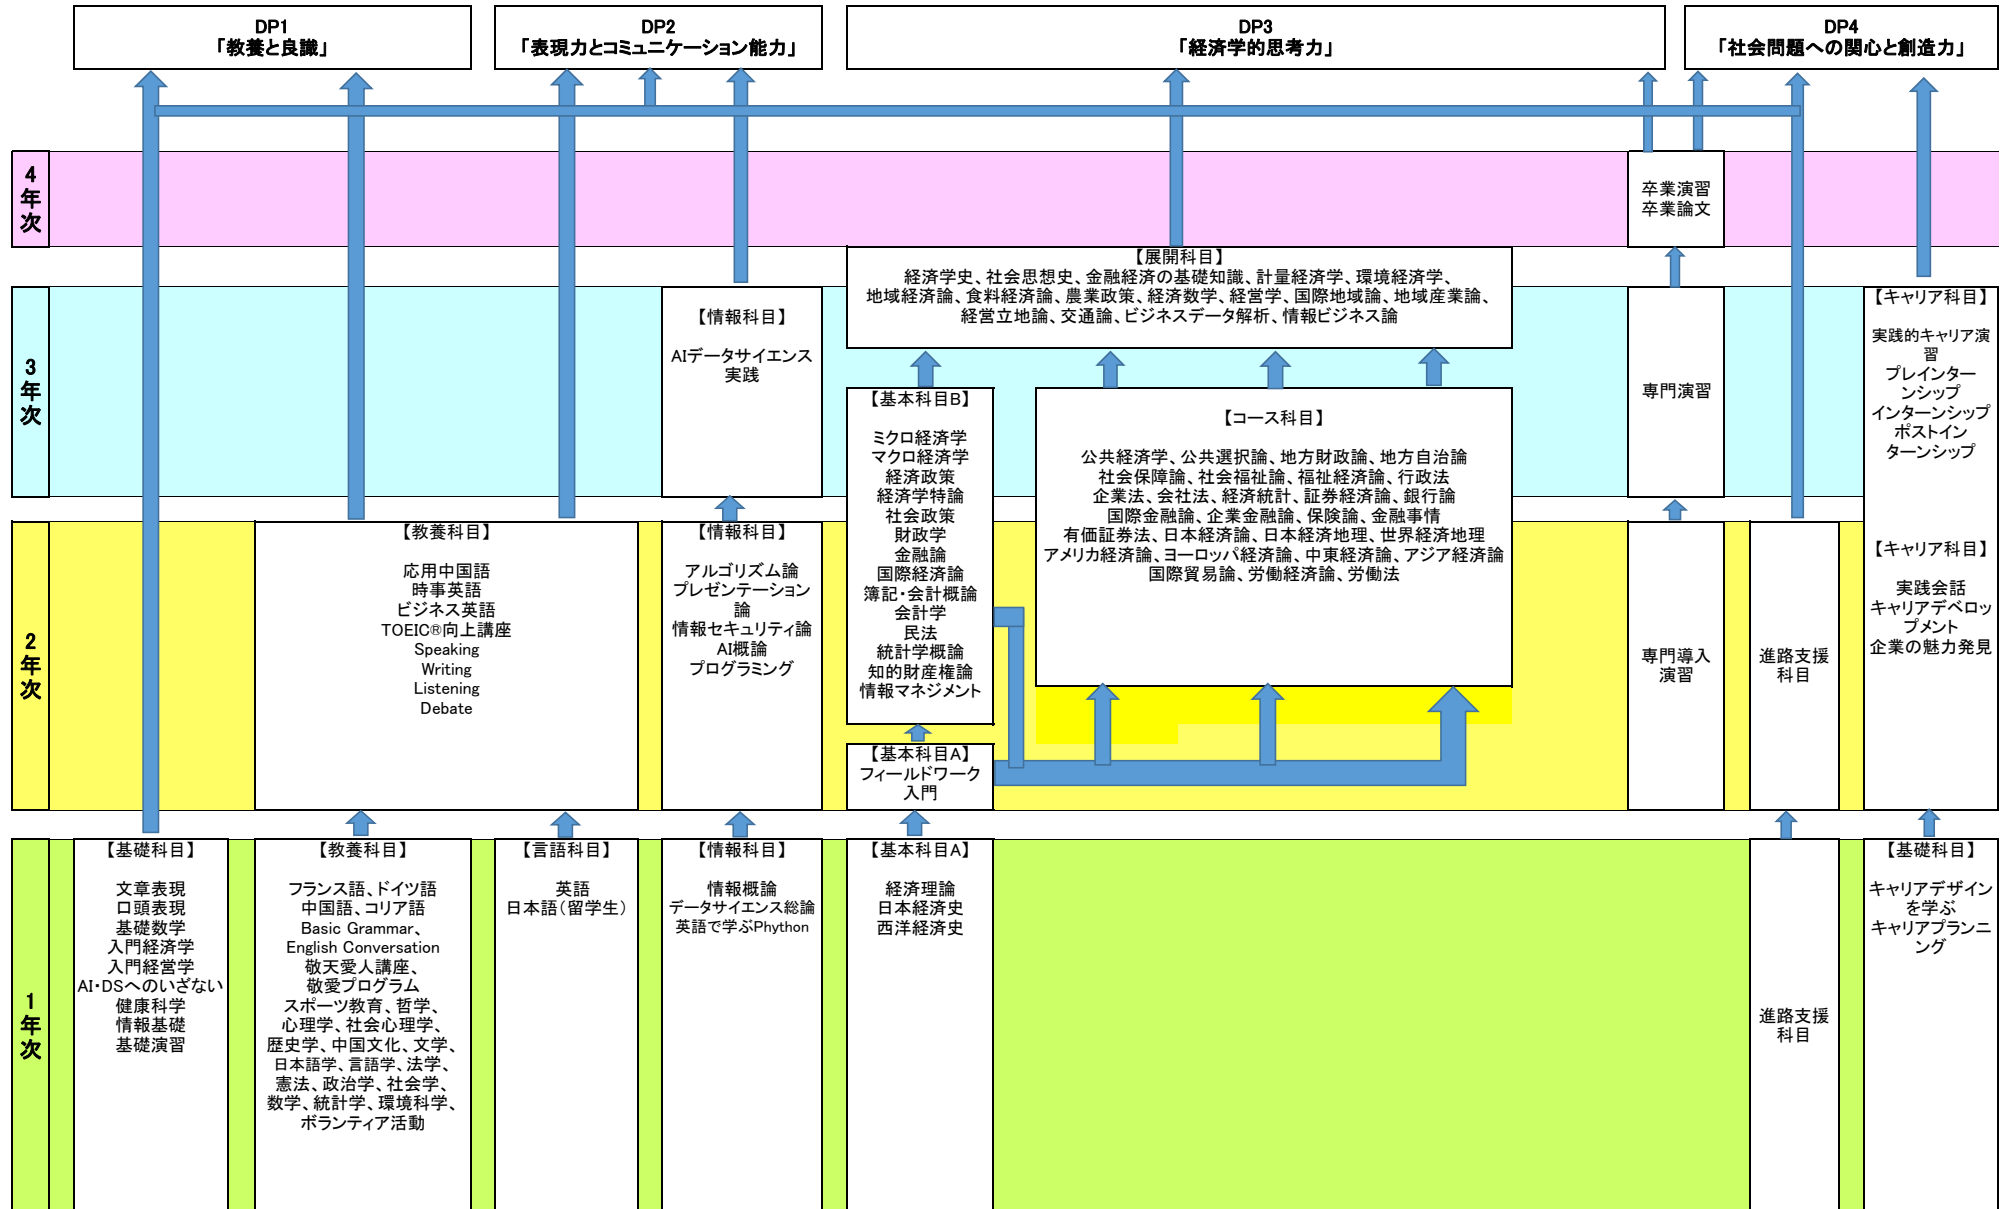 DP1
「教養と良識」
DP2
「表現力とコミュニケーション能力」
DP3
「経済学的思考力」
DP4
「社会問題への関心と創造力」
4年次
卒業演習
卒業論文
【展開科目】
経済学史、社会思想史、金融経済の基礎知識、計量経済学、環境経済学、
地域経済論、食料経済論、農業政策、経済数学、経営学、国際地域論、地域産業論、
経営立地論、交通論、ビジネスデータ解析、情報ビジネス論
3年次
【情報科目】
AIデータサイエンス
実践
【基本科目B】
ミクロ経済学
マクロ経済学
経済政策
経済学特論
社会政策
財政学
金融論
国際経済論
簿記・会計概論
会計学
民法
統計学概論
知的財産権論
情報マネジメント
【コース科目】
公共経済学、公共選択論、地方財政論、地方自治論
社会保障論、社会福祉論、福祉経済論、行政法
企業法、会社法、経済統計、証券経済論、銀行論
国際金融論、企業金融論、保険論、金融事情
有価証券法、日本経済論、日本経済地理、世界経済地理
アメリカ経済論、ヨーロッパ経済論、中東経済論、アジア経済論
国際貿易論、労働経済論、労働法
専門演習
【キャリア科目】
実践的キャリア演
習
プレインター
ンシップ
インターンシップ
ポストイン
ターンシップ
2年次
【教養科目】
応用中国語
時事英語
ビジネス英語
TOEIC®向上講座
Speaking
Writing
Listening
Debate
【情報科目】
アルゴリズム論
プレゼンテーション
論
情報セキュリティ論
AI概論
プログラミング
【基本科目A】
フィールドワーク
入門
専門導入
演習
進路支援
科目
【キャリア科目】
実践会話
キャリアデベロッ
プメント
企業の魅力発見
1年次
【基礎科目】
文章表現
口頭表現
基礎数学
入門経済学
入門経営学
AI・DSへのいざない
健康科学
情報基礎
基礎演習
【教養科目】
フランス語、ドイツ語
中国語、コリア語
Basic Grammar、
English Conversation
敬天愛人講座、
敬愛プログラム
スポーツ教育、哲学、
心理学、社会心理学、
歴史学、中国文化、文学、
日本語学、言語学、法学、
憲法、政治学、社会学、
数学、統計学、環境科学、
ボランティア活動
【言語科目】
英語
日本語（留学生）
【情報科目】
情報概論
データサイエンス総論
英語で学ぶPhython
【基本科目A】
経済理論
日本経済史
西洋経済史
進路支援
科目
【基礎科目】
キャリアデザイン
を学ぶ
キャリアプランニ
ング